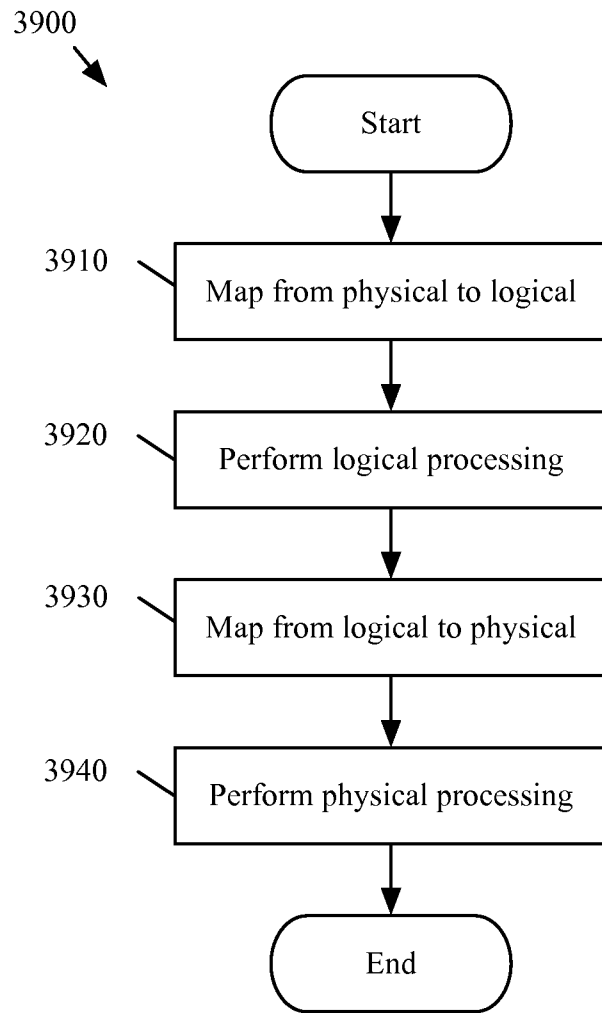 3900
Start
3910
Map from physical to logical
3920
Perform logical processing
3930
Map from logical to physical
3940
Perform physical processing
End